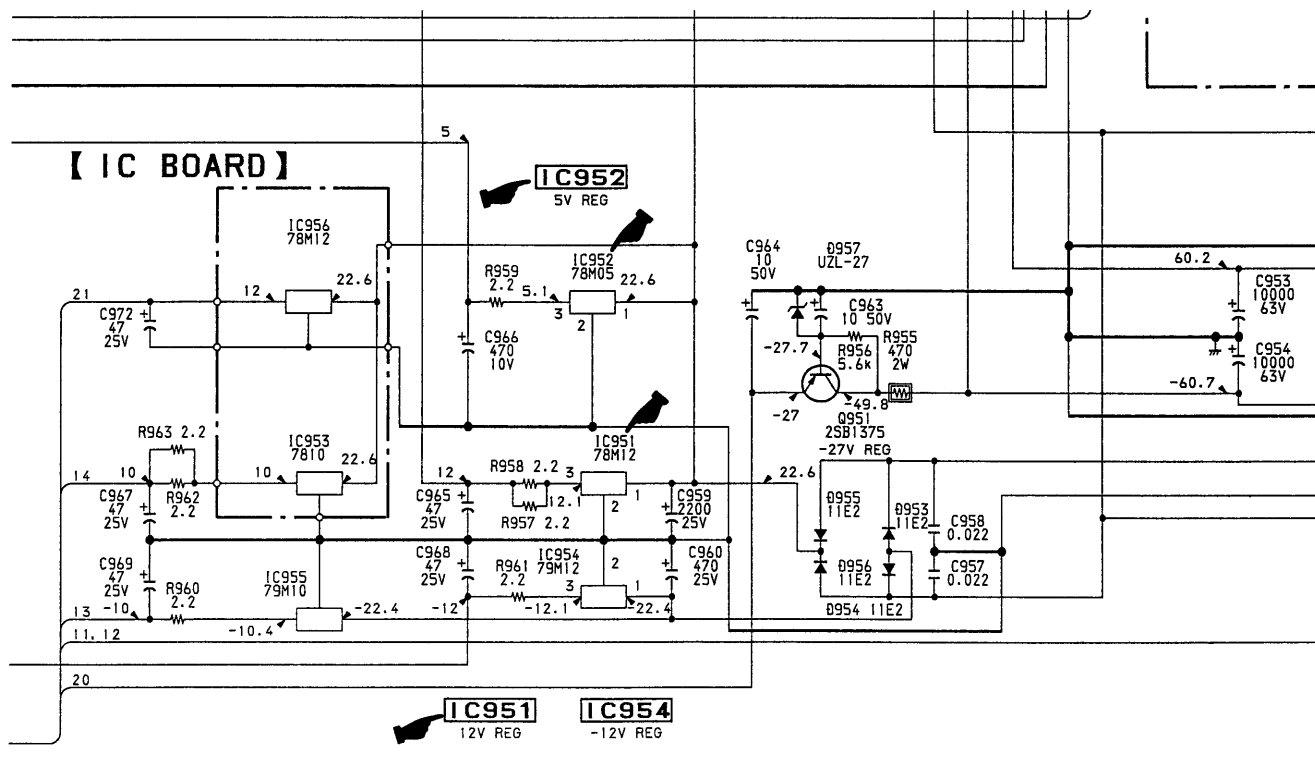 5
【 IC BOARD 】
IC952
5V REG
IC956
78M12
IC952
78M05
C964
10
50V
D957
UZL-27
60.2
C953
10000
63V
R959
2.2
5.1
22.6
3
1
2
21
12
22.6
C972
47
25V
C966
470
10V
C963
10 50V
-27.7
R956
5.6k
R955
470
2W
C954
10000
63V
-60.7
-27
-49.8
Q951
2SB1375
-27V REG
R963 2.2
IC953
7810
IC951
78M12
14
10
R962
2.2
10
22.6
12
R958 2.2
3
12.1
1
2
22.6
C967
47
25V
C965
47
25V
R957 2.2
C959
2200
25V
D955
11E2
D953
11E2
C958
0.022
C969
47
25V
C968
47
25V
IC954
79M12
2
C960
470
25V
D956
11E2
C957
0.022
R960
2.2
IC955
79M10
R961
2.2
3
1
13
-10
-10.4
-22.4
-12
-12.1
-22.4
D954 11E2
11, 12
20
IC951
12V REG
IC954
-12V REG